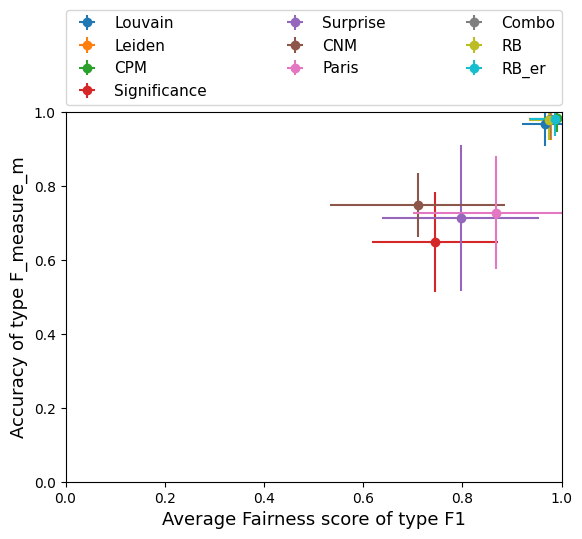 Louvain Surprise Combo
Leiden CNM RB
CPM Paris RB_er
Significance
1.0
0.8
0.6
0.4
0.2
0.0
Accuracy of type F_measure_m
0.0 0.2 0.4 0.6 0.8 1.0
Average Fairness score of type F1